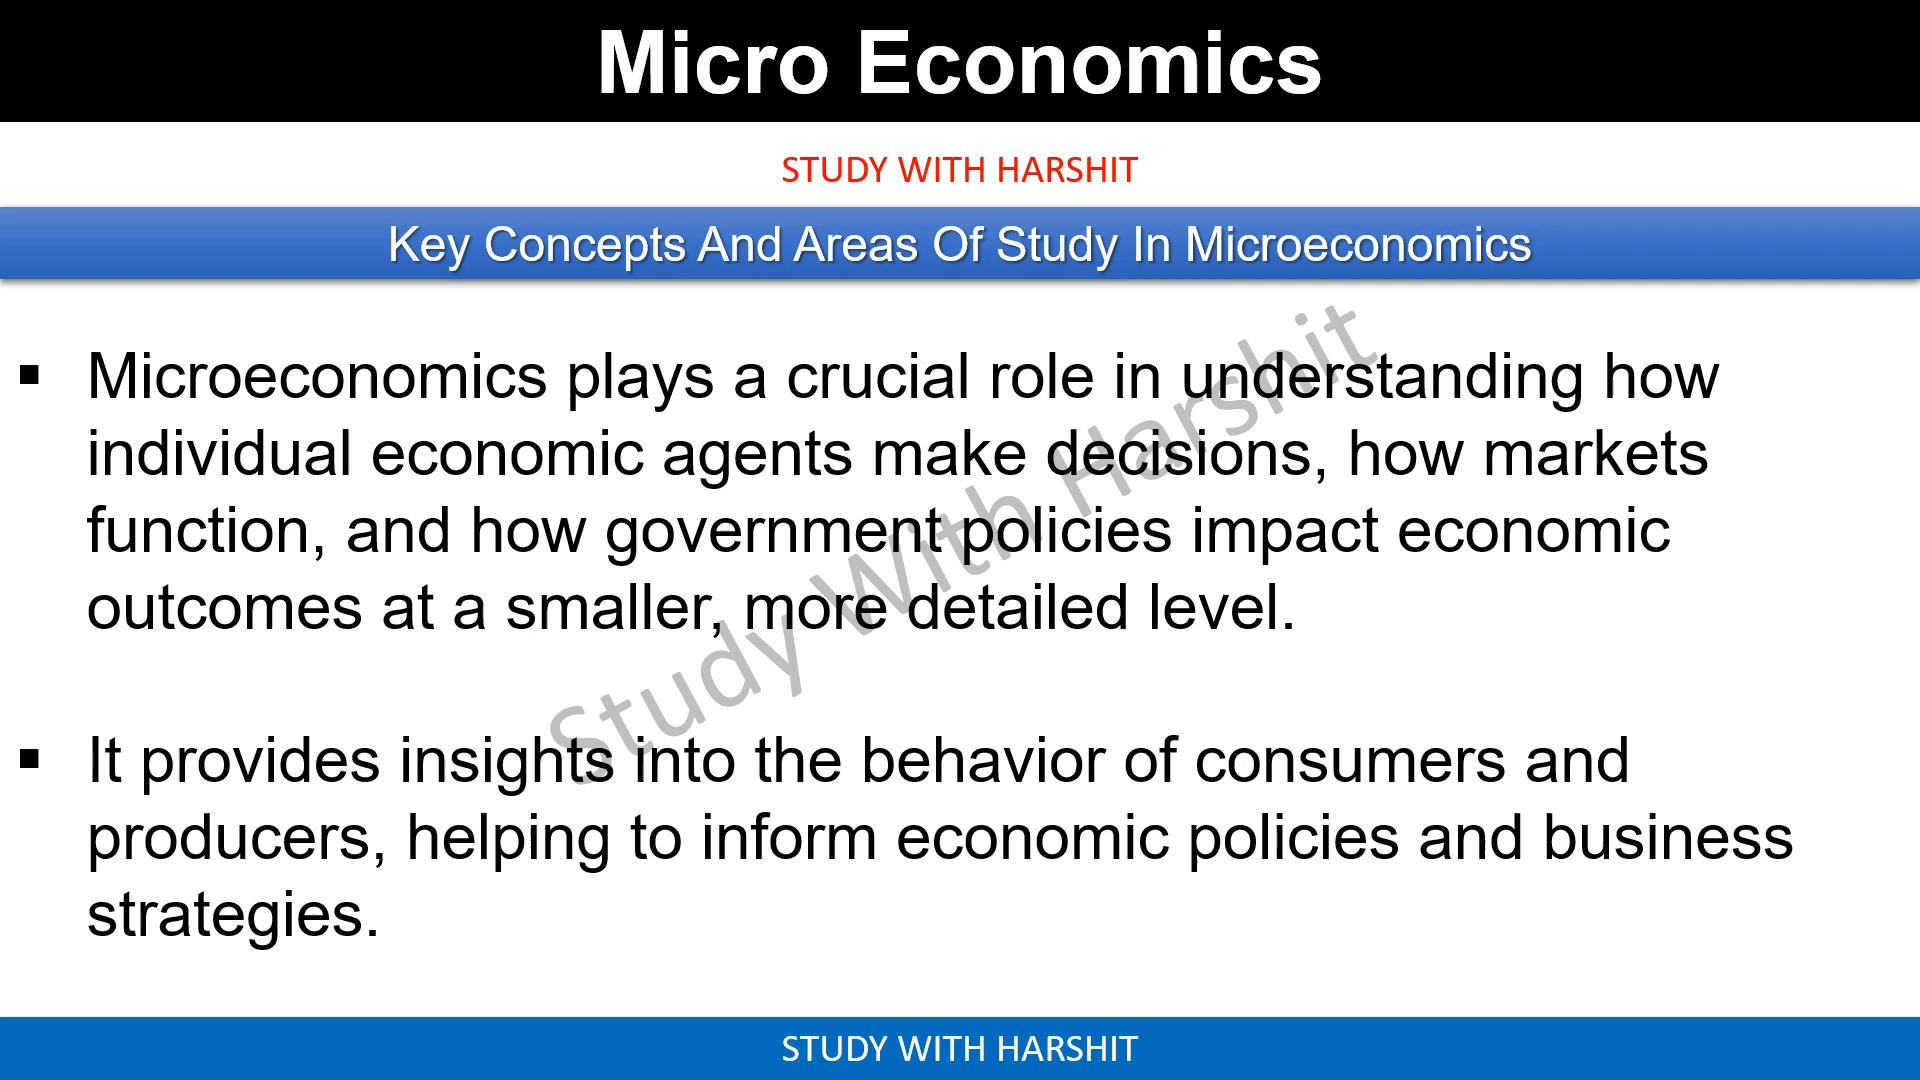 Micro Economics
STUDY WITH HARSHIT
Key Concepts And Areas Of Study In Microeconomics
▪ Microeconomics plays a crucial role in understanding how
individual economic agents make decisions, how markets
function, and how government policies impact economic
outcomes at a smaller, more detailed level.
▪ It provides insights into the behavior of consumers and
producers, helping to inform economic policies and business
strategies.
Study With Harshit
STUDY WITH HARSHIT